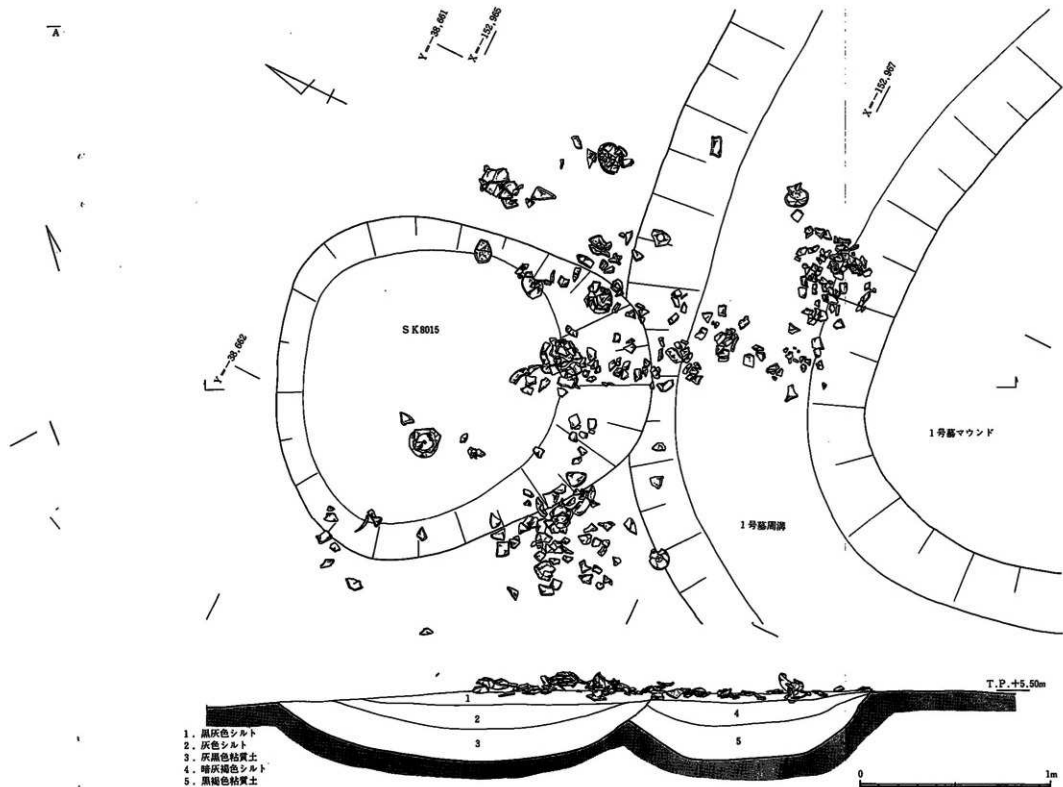 A
Y=-38,661
X=-152,965
X=-152,967
SK8015
Y=-38,662
1号墓マウンド
1号墓周溝
T.P.+5.50m
1
2
3
4
5
1. 黒灰色シルト
2. 灰色シルト
3. 灰黒色粘質土
4. 暗灰褐色シルト
5. 黒褐色粘質土
0 1m